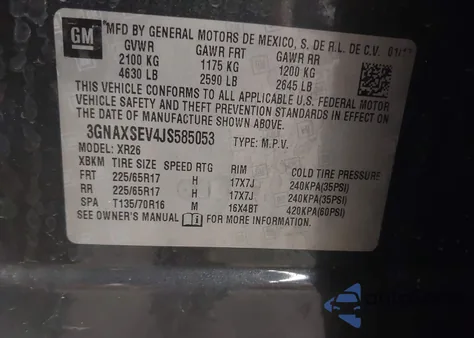 GM
MFD BY GENERAL MOTORS DE MEXICO, S. DE R.L. DE C.V. 01/
GVWR GAWR FRT GAWR RR
2100 KG 1175 KG 1200 KG
4630 LB 2590 LB 2645 LB
THIS VEHICLE CONFORMS TO ALL APPLICABLE U.S. FEDERAL MOTOR
VEHICLE SAFETY AND THEFT PREVENTION STANDARDS IN EFFECT ON
THE DATE OF MANUFACTURE SHOWN ABOVE.
3GNAXSEV4JS585053 TYPE: M.P.V.
MODEL: XR26
XBKM TIRE SIZE SPEED RTG RIM COLD TIRE PRESSURE
FRT 225/65R17 H 17X7J 240KPA(35PSI)
RR 225/65R17 H 17X7J 240KPA(35PSI)
SPA T135/70R16 M 16X4BT 420KPA(60PSI)
SEE OWNER'S MANUAL FOR MORE INFORMATION